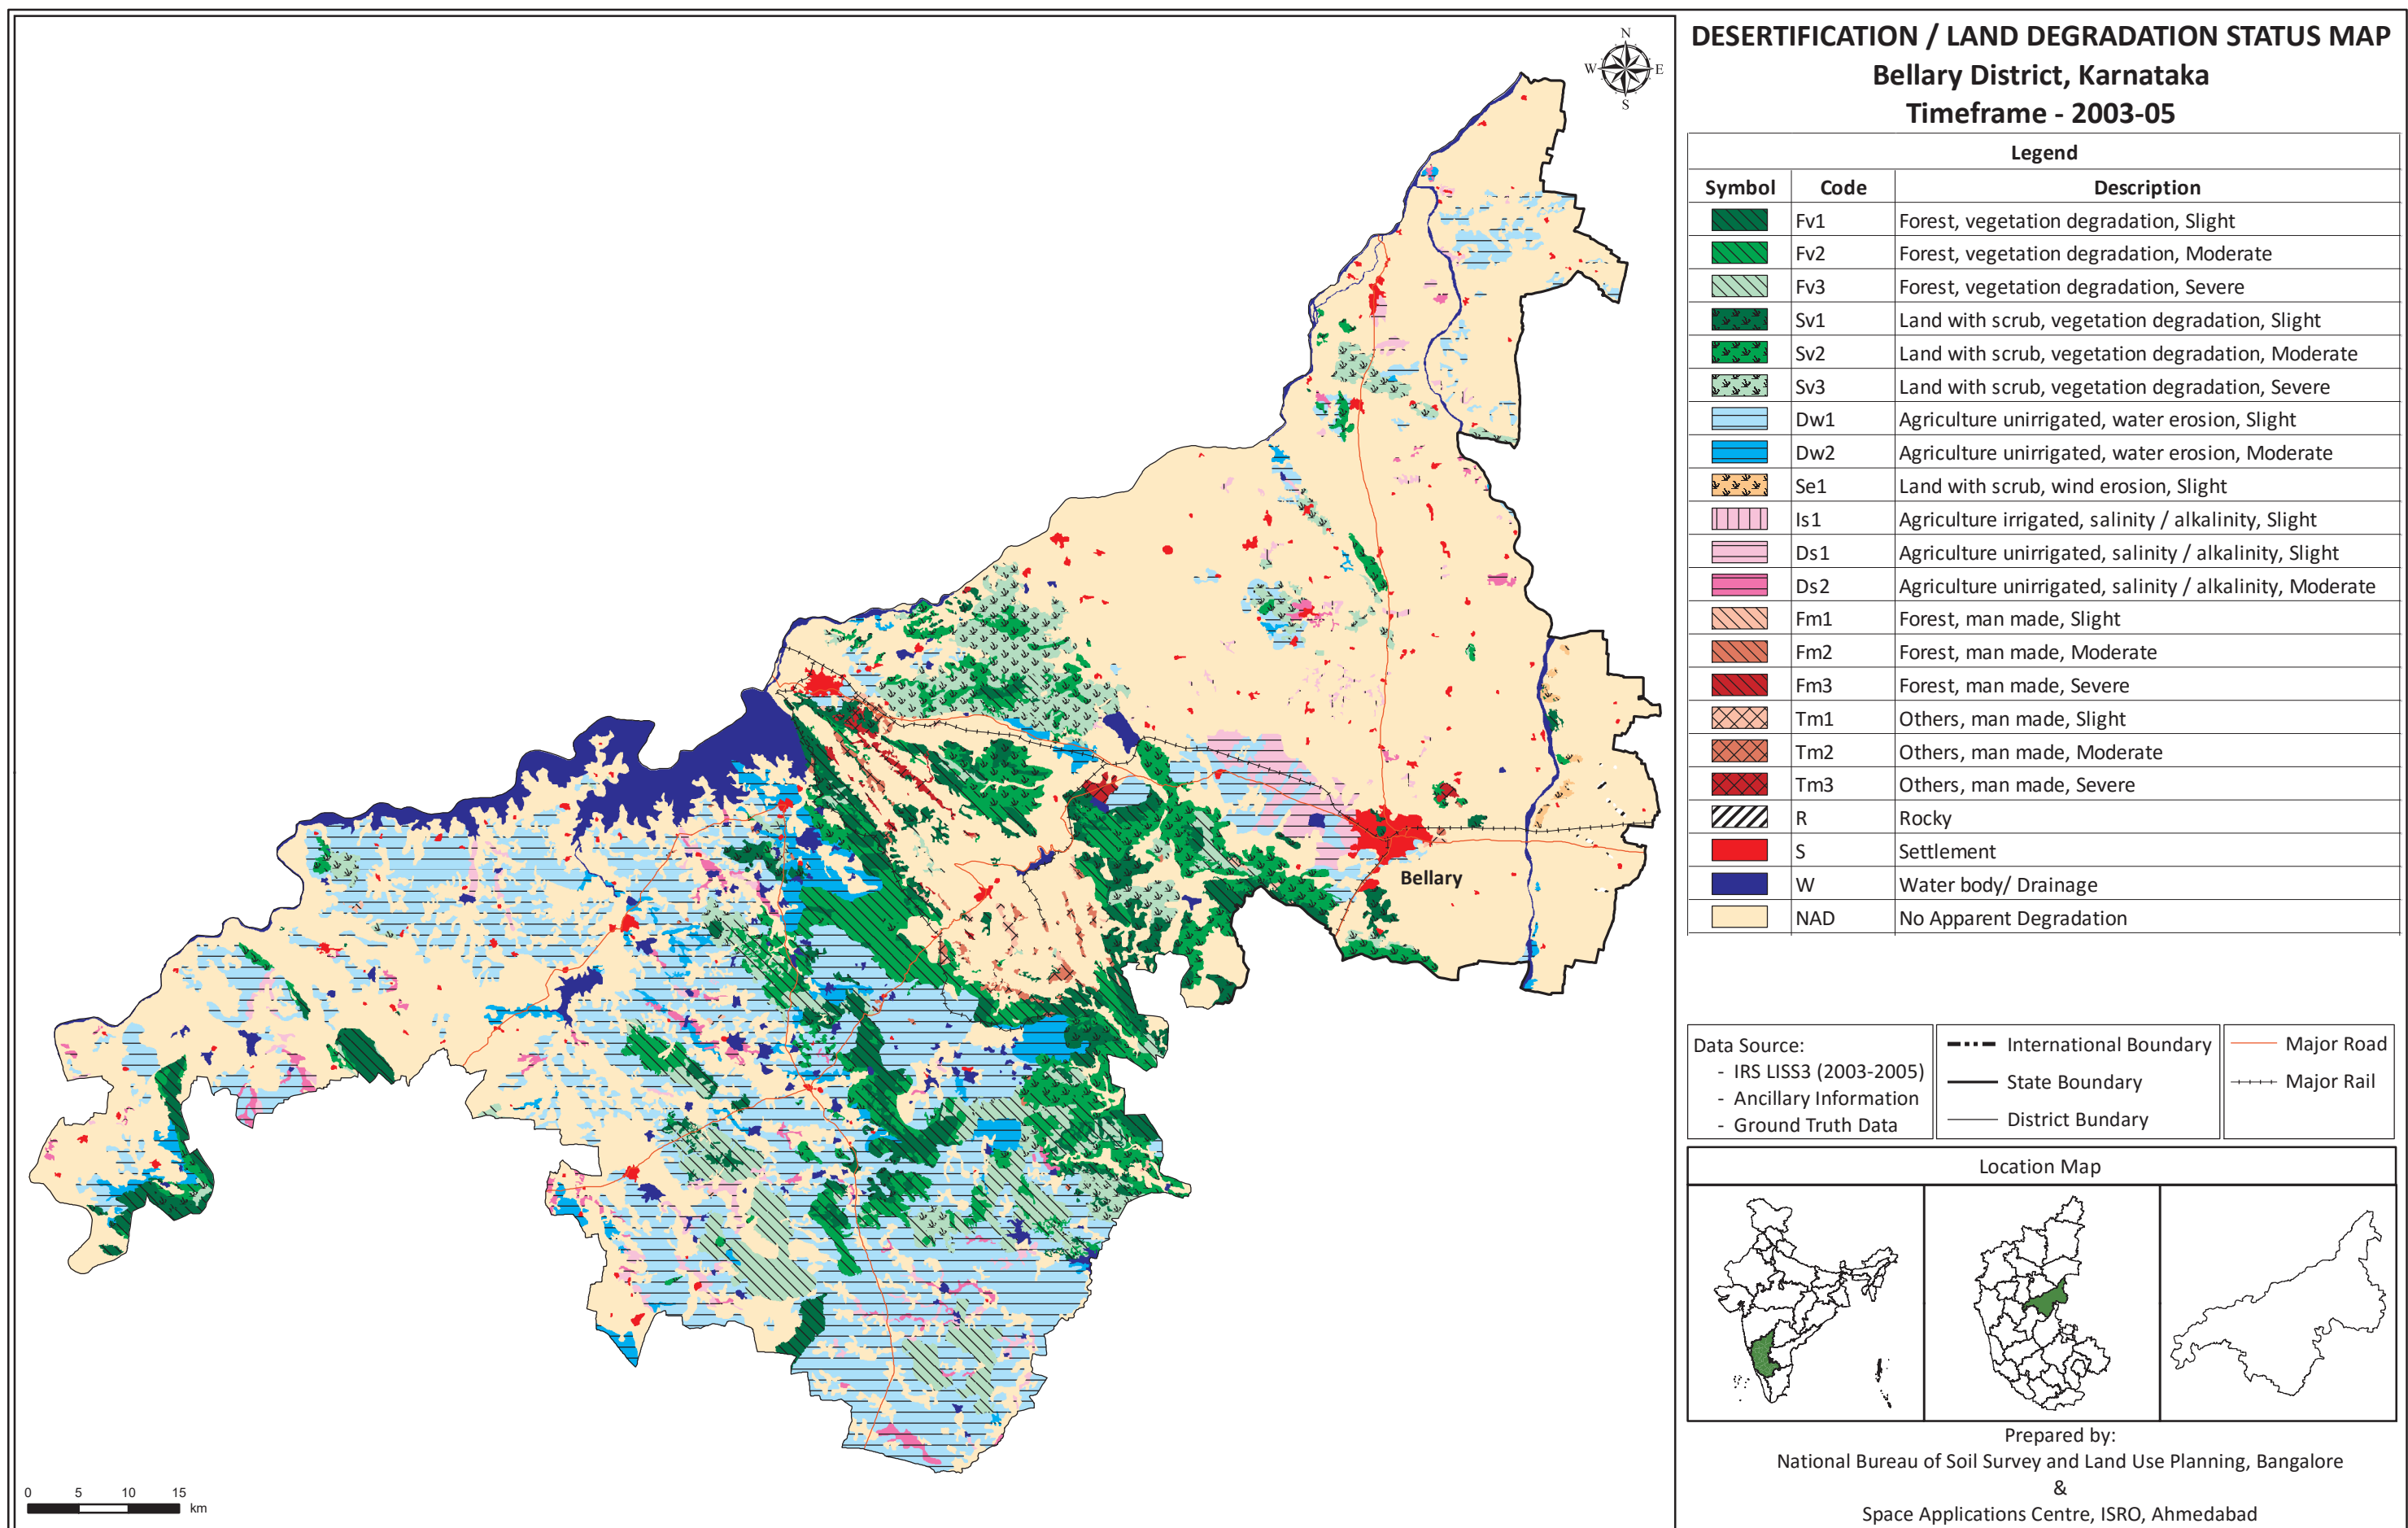 DESERTIFICATION / LAND DEGRADATION STATUS MAP
Bellary District, Karnataka
Timeframe - 2003-05
Legend
Symbol Code Description
Fv1 Forest, vegetation degradation, Slight
Fv2 Forest, vegetation degradation, Moderate
Fv3 Forest, vegetation degradation, Severe
Sv1 Land with scrub, vegetation degradation, Slight
Sv2 Land with scrub, vegetation degradation, Moderate
Sv3 Land with scrub, vegetation degradation, Severe
Dw1 Agriculture unirrigated, water erosion, Slight
Dw2 Agriculture unirrigated, water erosion, Moderate
Se1 Land with scrub, wind erosion, Slight
Is1 Agriculture irrigated, salinity / alkalinity, Slight
Ds1 Agriculture unirrigated, salinity / alkalinity, Slight
Ds2 Agriculture unirrigated, salinity / alkalinity, Moderate
Fm1 Forest, man made, Slight
Fm2 Forest, man made, Moderate
Fm3 Forest, man made, Severe
Tm1 Others, man made, Slight
Tm2 Others, man made, Moderate
Tm3 Others, man made, Severe
R Rocky
S Settlement
W Water body/ Drainage
NAD No Apparent Degradation
N
W E
S
Bellary
0 5 10 15
km
Data Source:
- IRS LISS3 (2003-2005)
- Ancillary Information
- Ground Truth Data
International Boundary
State Boundary
District Bundary
Major Road
Major Rail
Location Map
Prepared by:
National Bureau of Soil Survey and Land Use Planning, Bangalore
&
Space Applications Centre, ISRO, Ahmedabad